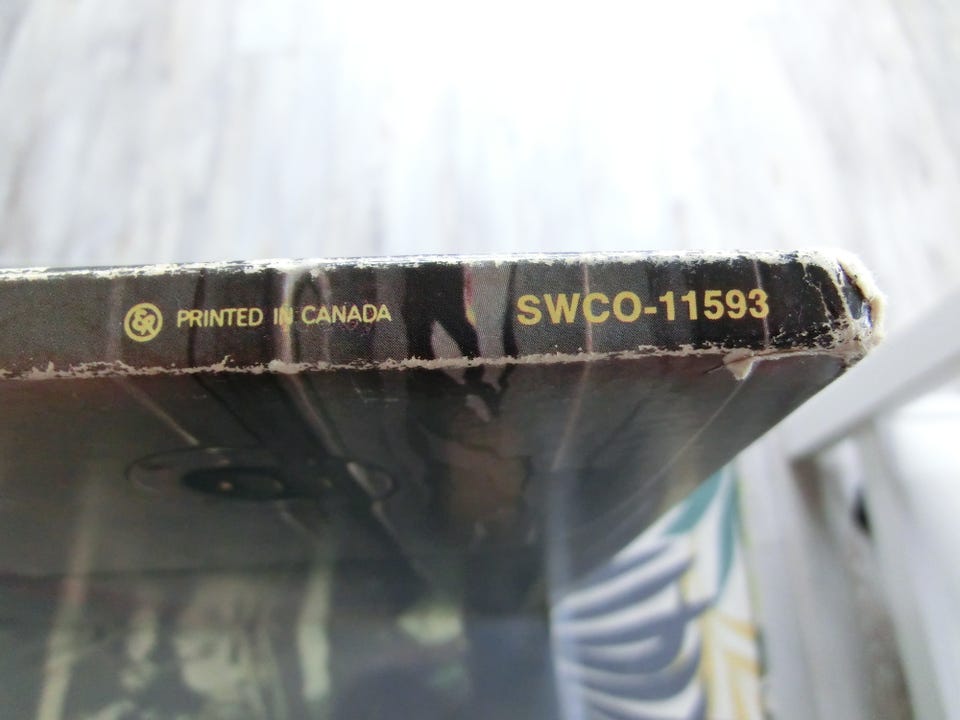 PRINTED IN CANADA SWCO-11593